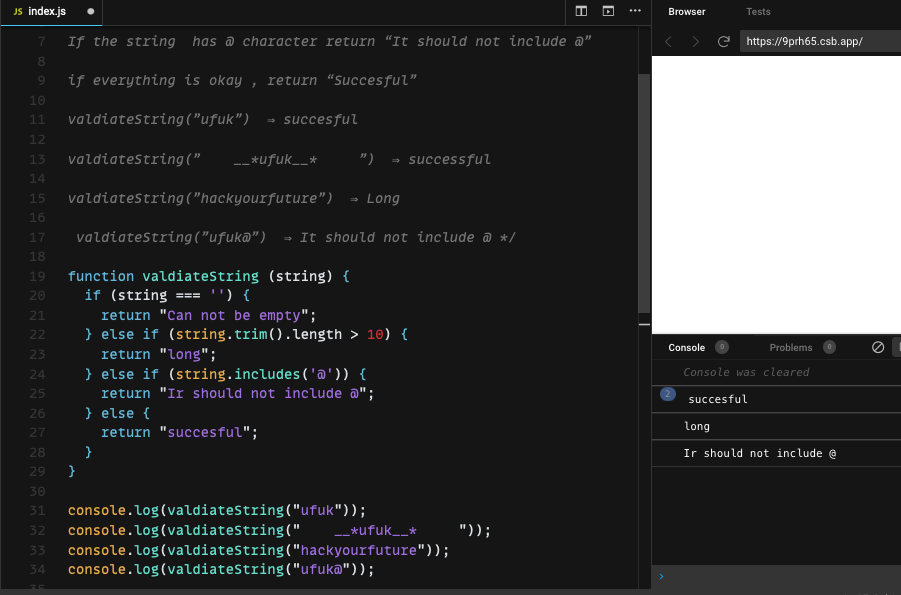 JS index.js
7 If the string  has @ character return “It should not include @”
8
9 if everything is okay , return “Succesful”
10
11 valdiateString(”ufuk”)  ⇒ succesful
12
13 valdiateString(”    __*ufuk__*     ”)  ⇒ successful
14
15 valdiateString(”hackyourfuture”)  ⇒ Long
16
17  valdiateString(”ufuk@”)  ⇒ It should not include @ */
18
19 function valdiateString (string) {
20   if (string === '') {
21     return "Can not be empty";
22   } else if (string.trim().length > 10) {
23     return "long";
24   } else if (string.includes('@')) {
25     return "Ir should not include @";
26   } else {
27     return "succesful";
28   }
29 }
30
31 console.log(valdiateString("ufuk"));
32 console.log(valdiateString("    __*ufuk__*     "));
33 console.log(valdiateString("hackyourfuture"));
34 console.log(valdiateString("ufuk@"));
Browser Tests
https://9prh65.csb.app/
Console 0 Problems 0
Console was cleared
2 succesful
long
Ir should not include @